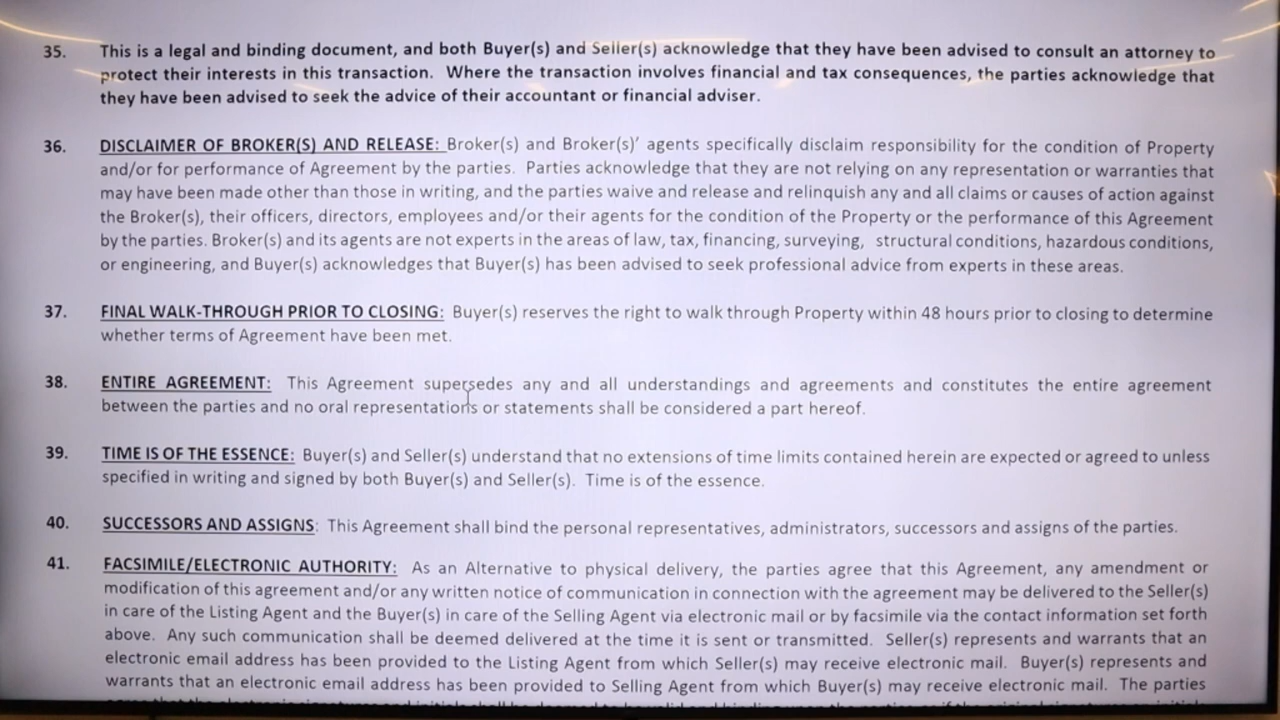 35. This is a legal and binding document, and both Buyer(s) and Seller(s) acknowledge that they have been advised to consult an attorney to
protect their interests in this transaction. Where the transaction involves financial and tax consequences, the parties acknowledge that
they have been advised to seek the advice of their accountant or financial adviser.
36. DISCLAIMER OF BROKER(S) AND RELEASE: Broker(s) and Broker(s)’ agents specifically disclaim responsibility for the condition of Property
and/or for performance of Agreement by the parties. Parties acknowledge that they are not relying on any representation or warranties that
may have been made other than those in writing, and the parties waive and release and relinquish any and all claims or causes of action against
the Broker(s), their officers, directors, employees and/or their agents for the condition of the Property or the performance of this Agreement
by the parties. Broker(s) and its agents are not experts in the areas of law, tax, financing, surveying, structural conditions, hazardous conditions,
or engineering, and Buyer(s) acknowledges that Buyer(s) has been advised to seek professional advice from experts in these areas.
37. FINAL WALK-THROUGH PRIOR TO CLOSING: Buyer(s) reserves the right to walk through Property within 48 hours prior to closing to determine
whether terms of Agreement have been met.
38. ENTIRE AGREEMENT: This Agreement supersedes any and all understandings and agreements and constitutes the entire agreement
between the parties and no oral representations or statements shall be considered a part hereof.
39. TIME IS OF THE ESSENCE: Buyer(s) and Seller(s) understand that no extensions of time limits contained herein are expected or agreed to unless
specified in writing and signed by both Buyer(s) and Seller(s). Time is of the essence.
40. SUCCESSORS AND ASSIGNS: This Agreement shall bind the personal representatives, administrators, successors and assigns of the parties.
41. FACSIMILE/ELECTRONIC AUTHORITY: As an Alternative to physical delivery, the parties agree that this Agreement, any amendment or
modification of this agreement and/or any written notice of communication in connection with the agreement may be delivered to the Seller(s)
in care of the Listing Agent and the Buyer(s) in care of the Selling Agent via electronic mail or by facsimile via the contact information set forth
above. Any such communication shall be deemed delivered at the time it is sent or transmitted. Seller(s) represents and warrants that an
electronic email address has been provided to the Listing Agent from which Seller(s) may receive electronic mail. Buyer(s) represents and
warrants that an electronic email address has been provided to Selling Agent from which Buyer(s) may receive electronic mail. The parties